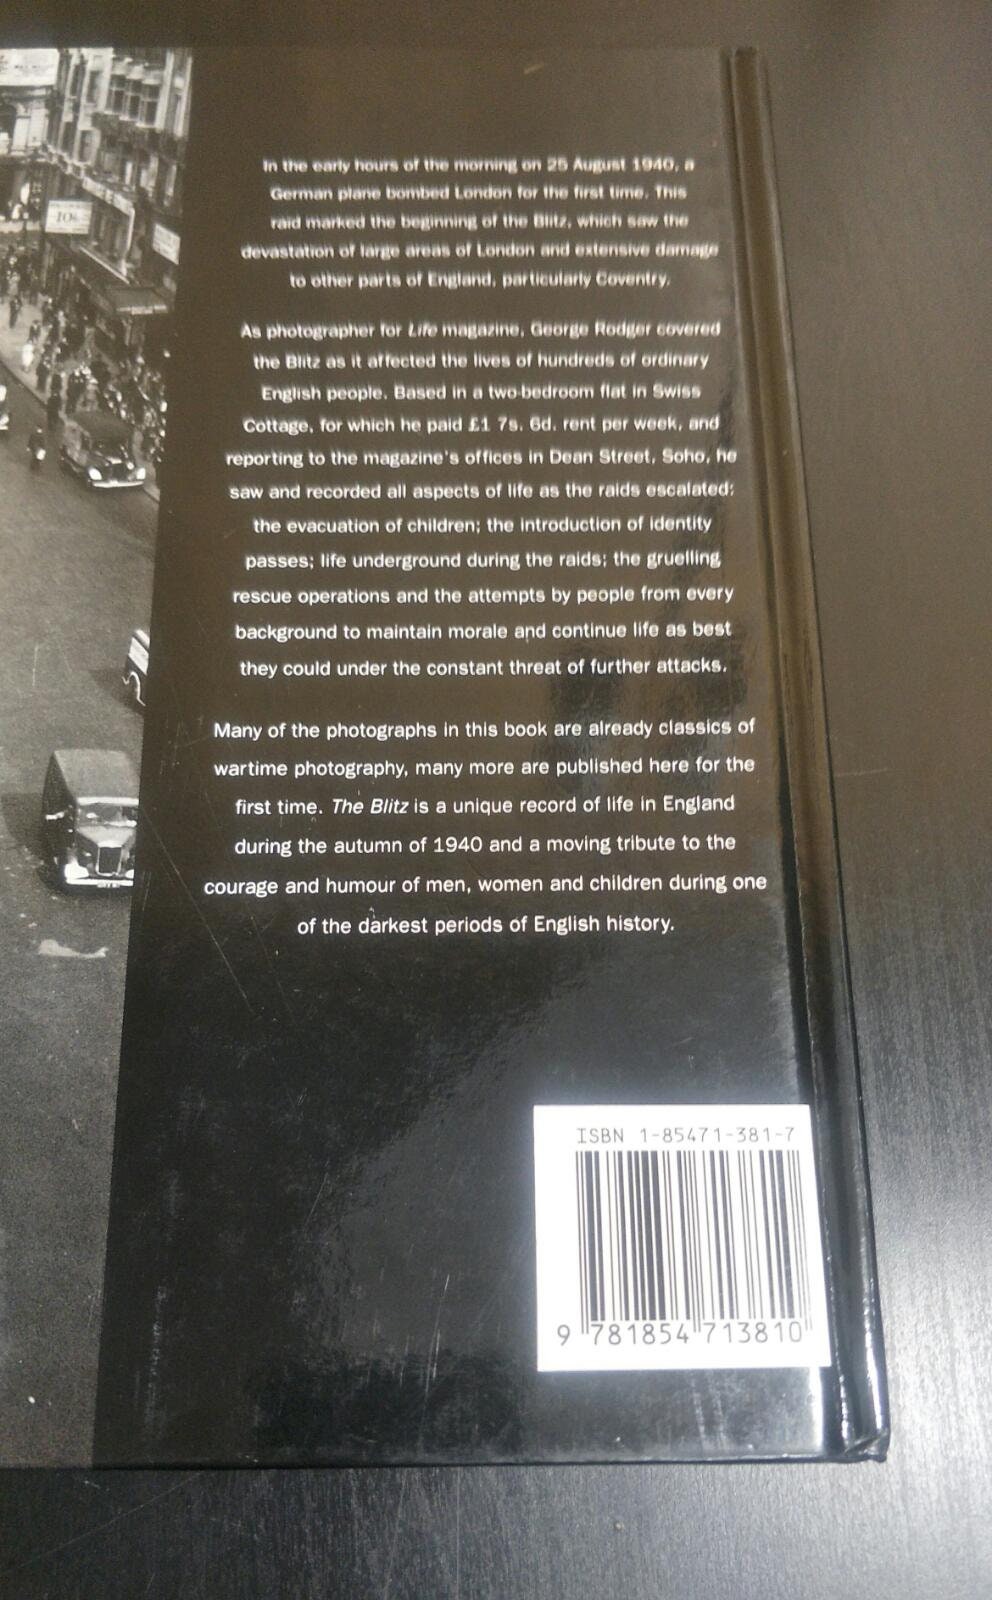 In the early hours of the morning on 25 August 1940, a
German plane bombed London for the first time. This
raid marked the beginning of the Blitz, which saw the
devastation of large areas of London and extensive damage
to other parts of England, particularly Coventry.
As photographer for Life magazine, George Rodger covered
the Blitz as it affected the lives of hundreds of ordinary
English people. Based in a two-bedroom flat in Swiss
Cottage, for which he paid £1 7s. 6d. rent per week, and
reporting to the magazine's offices in Dean Street, Soho, he
saw and recorded all aspects of life as the raids escalated:
the evacuation of children; the introduction of identity
passes; life underground during the raids; the gruelling
rescue operations and the attempts by people from every
background to maintain morale and continue life as best
they could under the constant threat of further attacks.
Many of the photographs in this book are already classics of
wartime photography, many more are published here for the
first time. The Blitz is a unique record of life in England
during the autumn of 1940 and a moving tribute to the
courage and humour of men, women and children during one
of the darkest periods of English history.
ISBN 1-85471-381-7
9 781854 713810